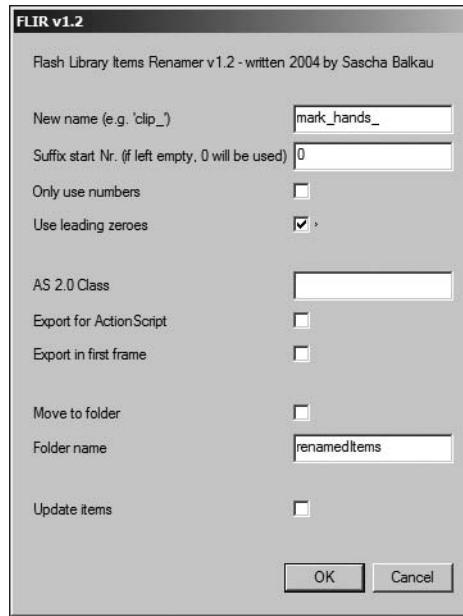 FLIR v1.2
Flash Library Items Renamer v1.2 - written 2004 by Sascha Balkau
New name (e.g. 'clip_') mark_hands_
Suffix start Nr. (if left empty, 0 will be used) 0
Only use numbers
Use leading zeroes
AS 2.0 Class
Export for ActionScript
Export in first frame
Move to folder
Folder name renamedItems
Update items
OK Cancel